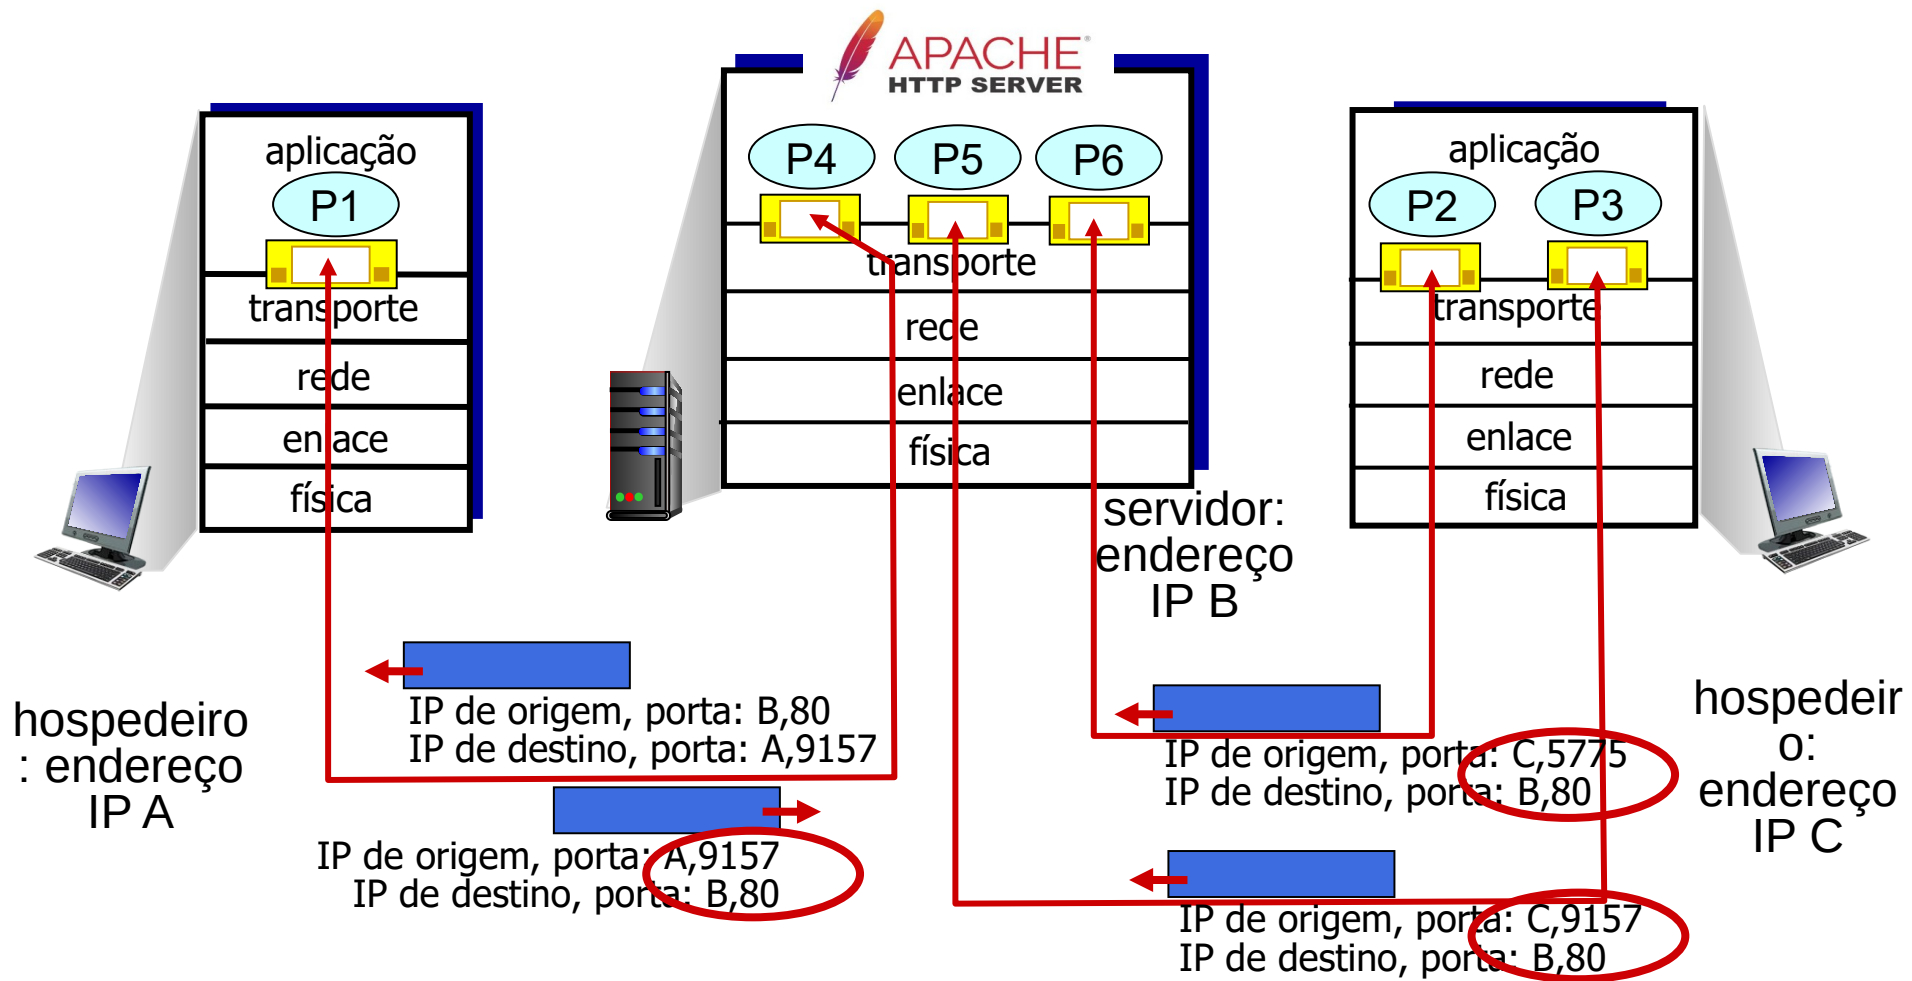 APACHE
HTTP SERVER
aplicação
P1
transporte
rede
enlace
física
P4
P5
P6
transporte
rede
enlace
física
aplicação
P2
P3
transporte
rede
enlace
física
servidor:
endereço
IP B
hospedeiro
: endereço
IP A
IP de origem, porta: B,80
IP de destino, porta: A,9157
IP de origem, porta: A,9157
IP de destino, porta: B,80
IP de origem, porta: C,5775
IP de destino, porta: B,80
IP de origem, porta: C,9157
IP de destino, porta: B,80
hospedeir
o:
endereço
IP C